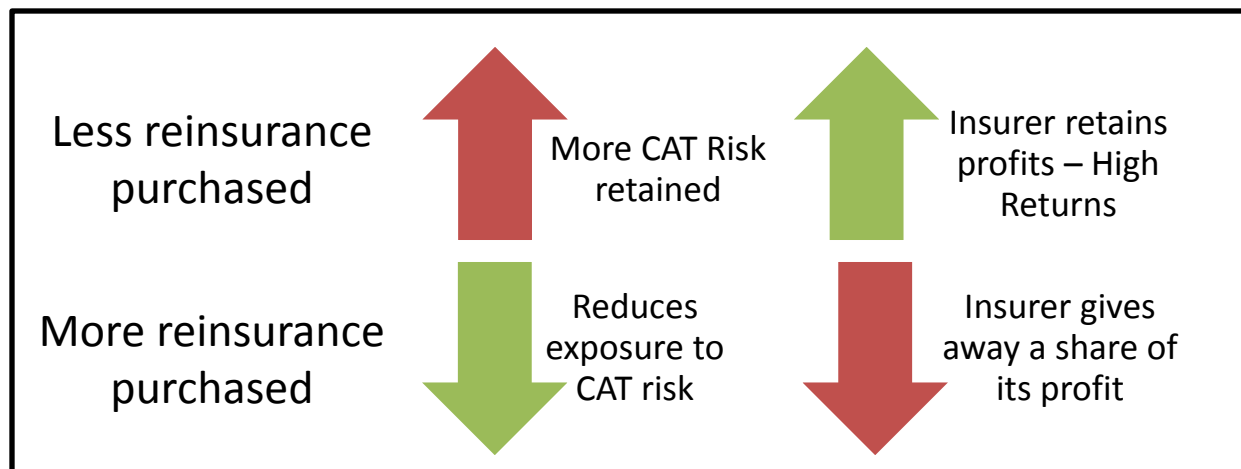 Less reinsurance
purchased
More CAT Risk
retained
Insurer retains
profits – High
Returns
More reinsurance
purchased
Reduces
exposure to
CAT risk
Insurer gives
away a share of
its profit